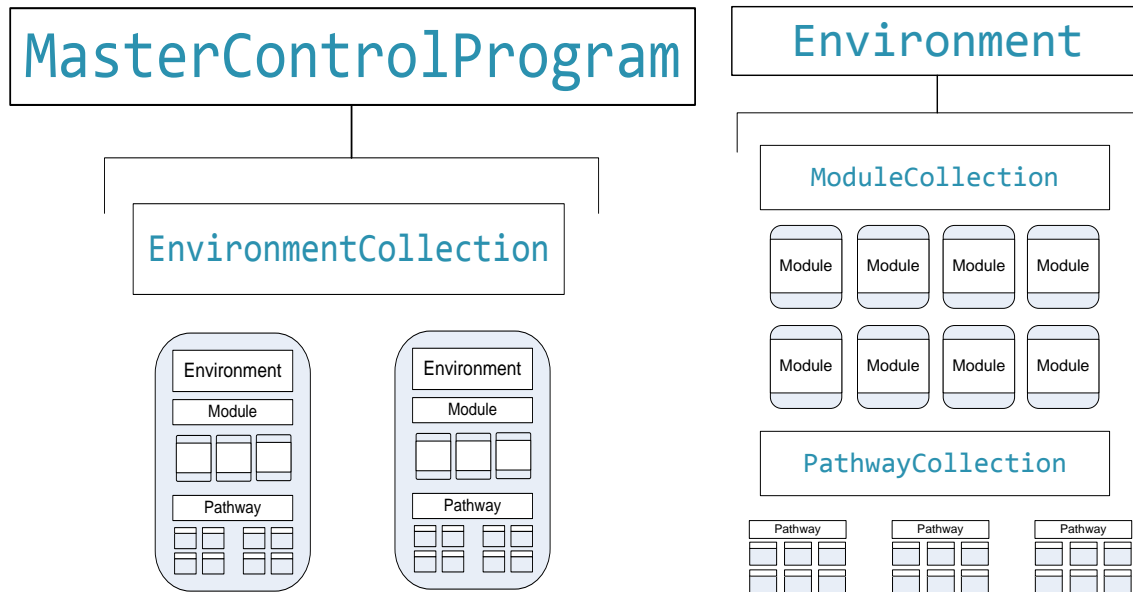 MasterControlProgram
EnvironmentCollection
Environment
Module
Pathway
Environment
Module
Pathway
Environment
ModuleCollection
Module Module Module Module
Module Module Module Module
PathwayCollection
Pathway Pathway Pathway